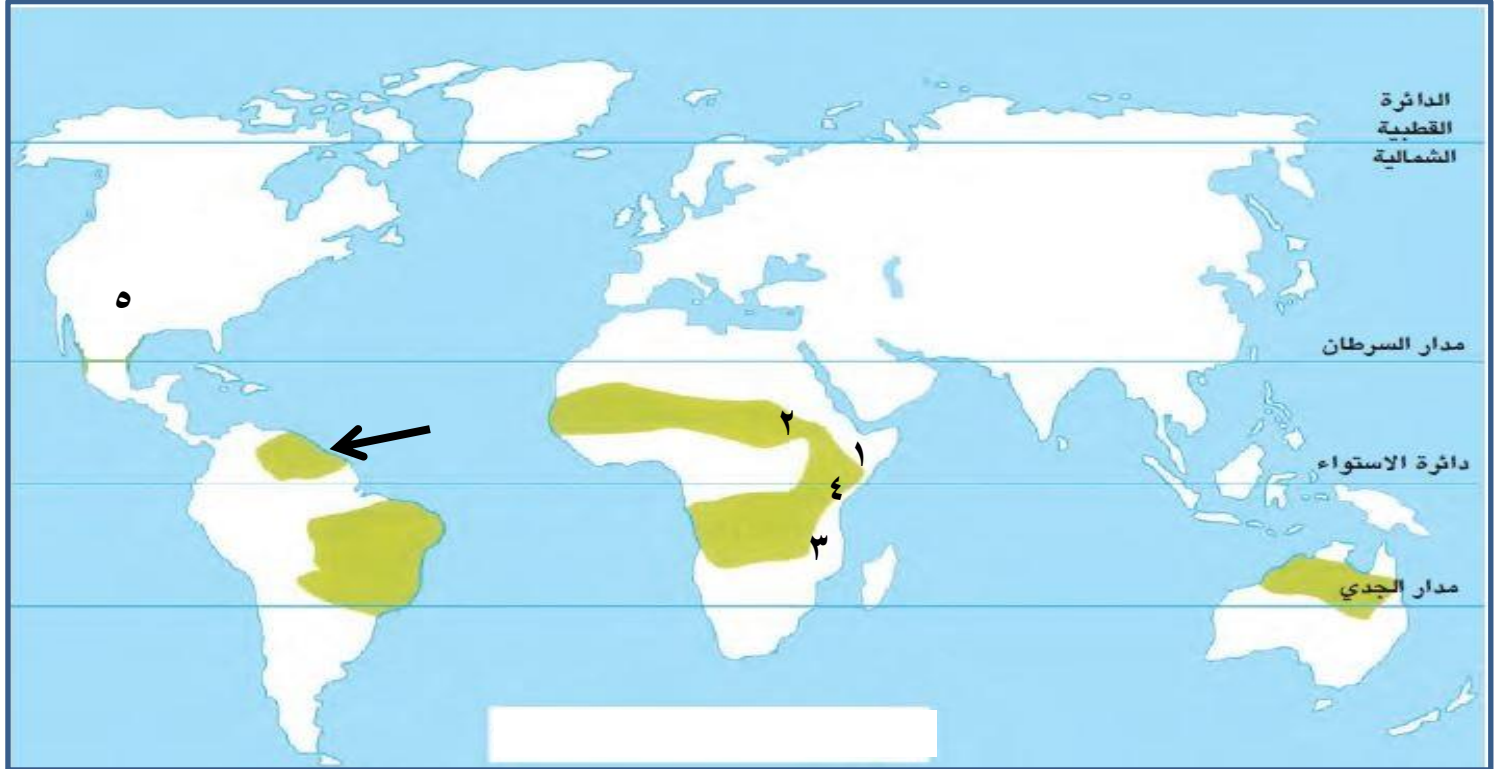 الدائرة
القطبية
الشمالية
٥
مدار السرطان
٢
١
دائرة الاستواء
٤
٣
مدار الجدي